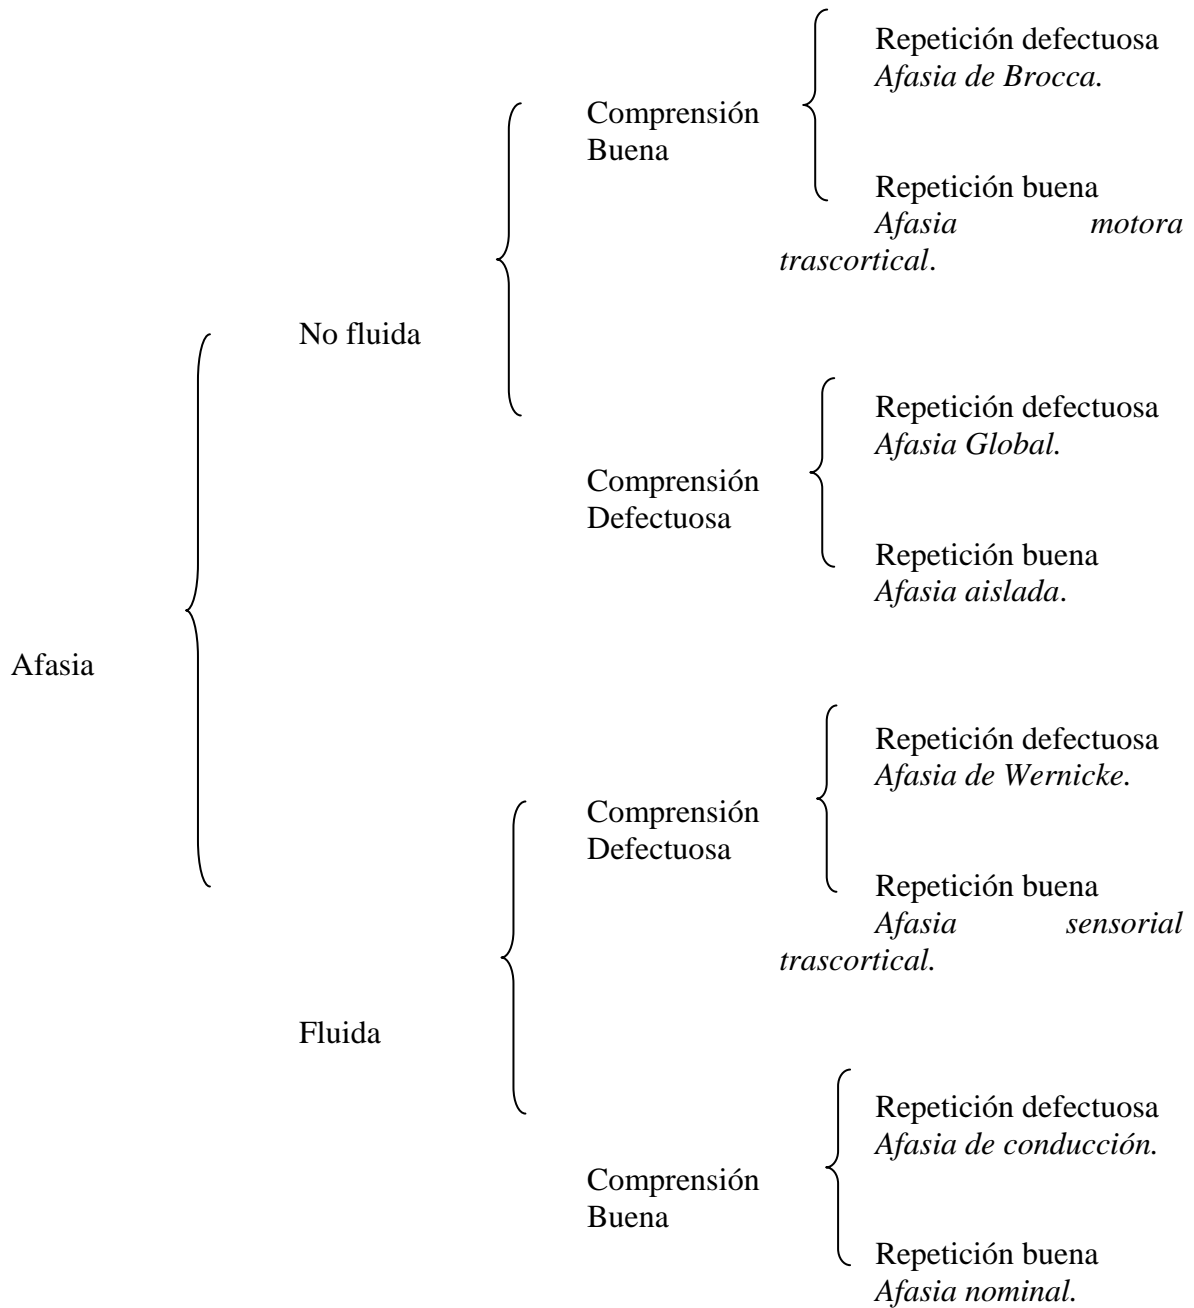 Repetición defectuosa
Afasia de Brocca.
Comprensión
Buena
Repetición buena
Afasia motora
trascortical.
No fluida
Repetición defectuosa
Afasia Global.
Comprensión
Defectuosa
Repetición buena
Afasia aislada.
Afasia
Repetición defectuosa
Afasia de Wernicke.
Comprensión
Defectuosa
Repetición buena
Afasia sensorial
trascortical.
Fluida
Repetición defectuosa
Afasia de conducción.
Comprensión
Buena
Repetición buena
Afasia nominal.